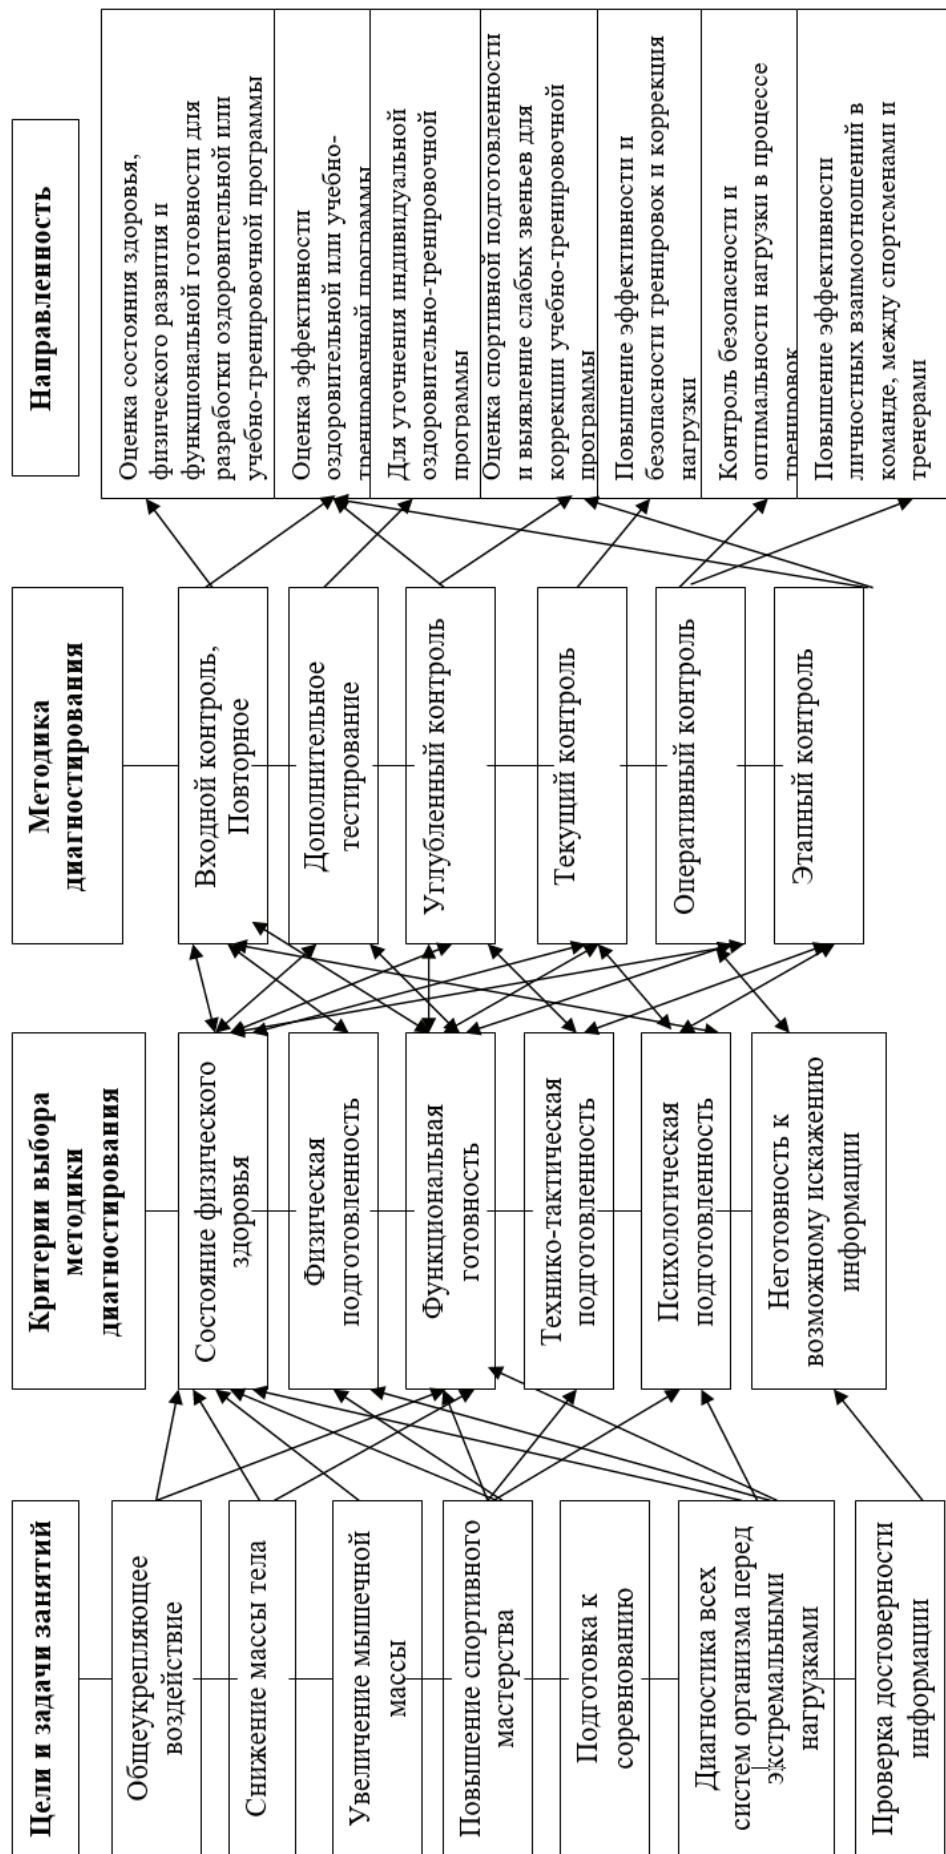 Цели и задачи занятий
Общеукрепляющее
воздействие
Снижение массы тела
Увеличение мышечной
массы
Повышение спортивного
мастерства
Подготовка к
соревнованию
Диагностика всех
систем организма перед
экстремальными
нагрузками
Проверка достоверности
информации
Критерии выбора
методики
диагностирования
Состояние физического
здоровья
Физическая
подготовленность
Функциональная
готовность
Технико-тактическая
подготовленность
Психологическая
подготовленность
Неготовность к
возможному искажению
информации
Методика
диагностирования
Входной контроль,
Повторное
Дополнительное
тестирование
Углубленный контроль
Текущий контроль
Оперативный контроль
Этапный контроль
Направленность
Оценка состояния здоровья,
физического развития и
функциональной готовности для
разработки оздоровительной или
учебно-тренировочной программы
Оценка эффективности
оздоровительной или учебно-
тренировочной программы
Для уточнения индивидуальной
оздоровительно-тренировочной
программы
Оценка спортивной подготовленности
и выявление слабых звеньев для
коррекции учебно-тренировочной
программы
Повышение эффективности и
безопасности тренировок и коррекция
нагрузки
Контроль безопасности и
оптимальности нагрузки в процессе
тренировок
Повышение эффективности
личностных взаимоотношений в
команде, между спортсменами и
тренерами